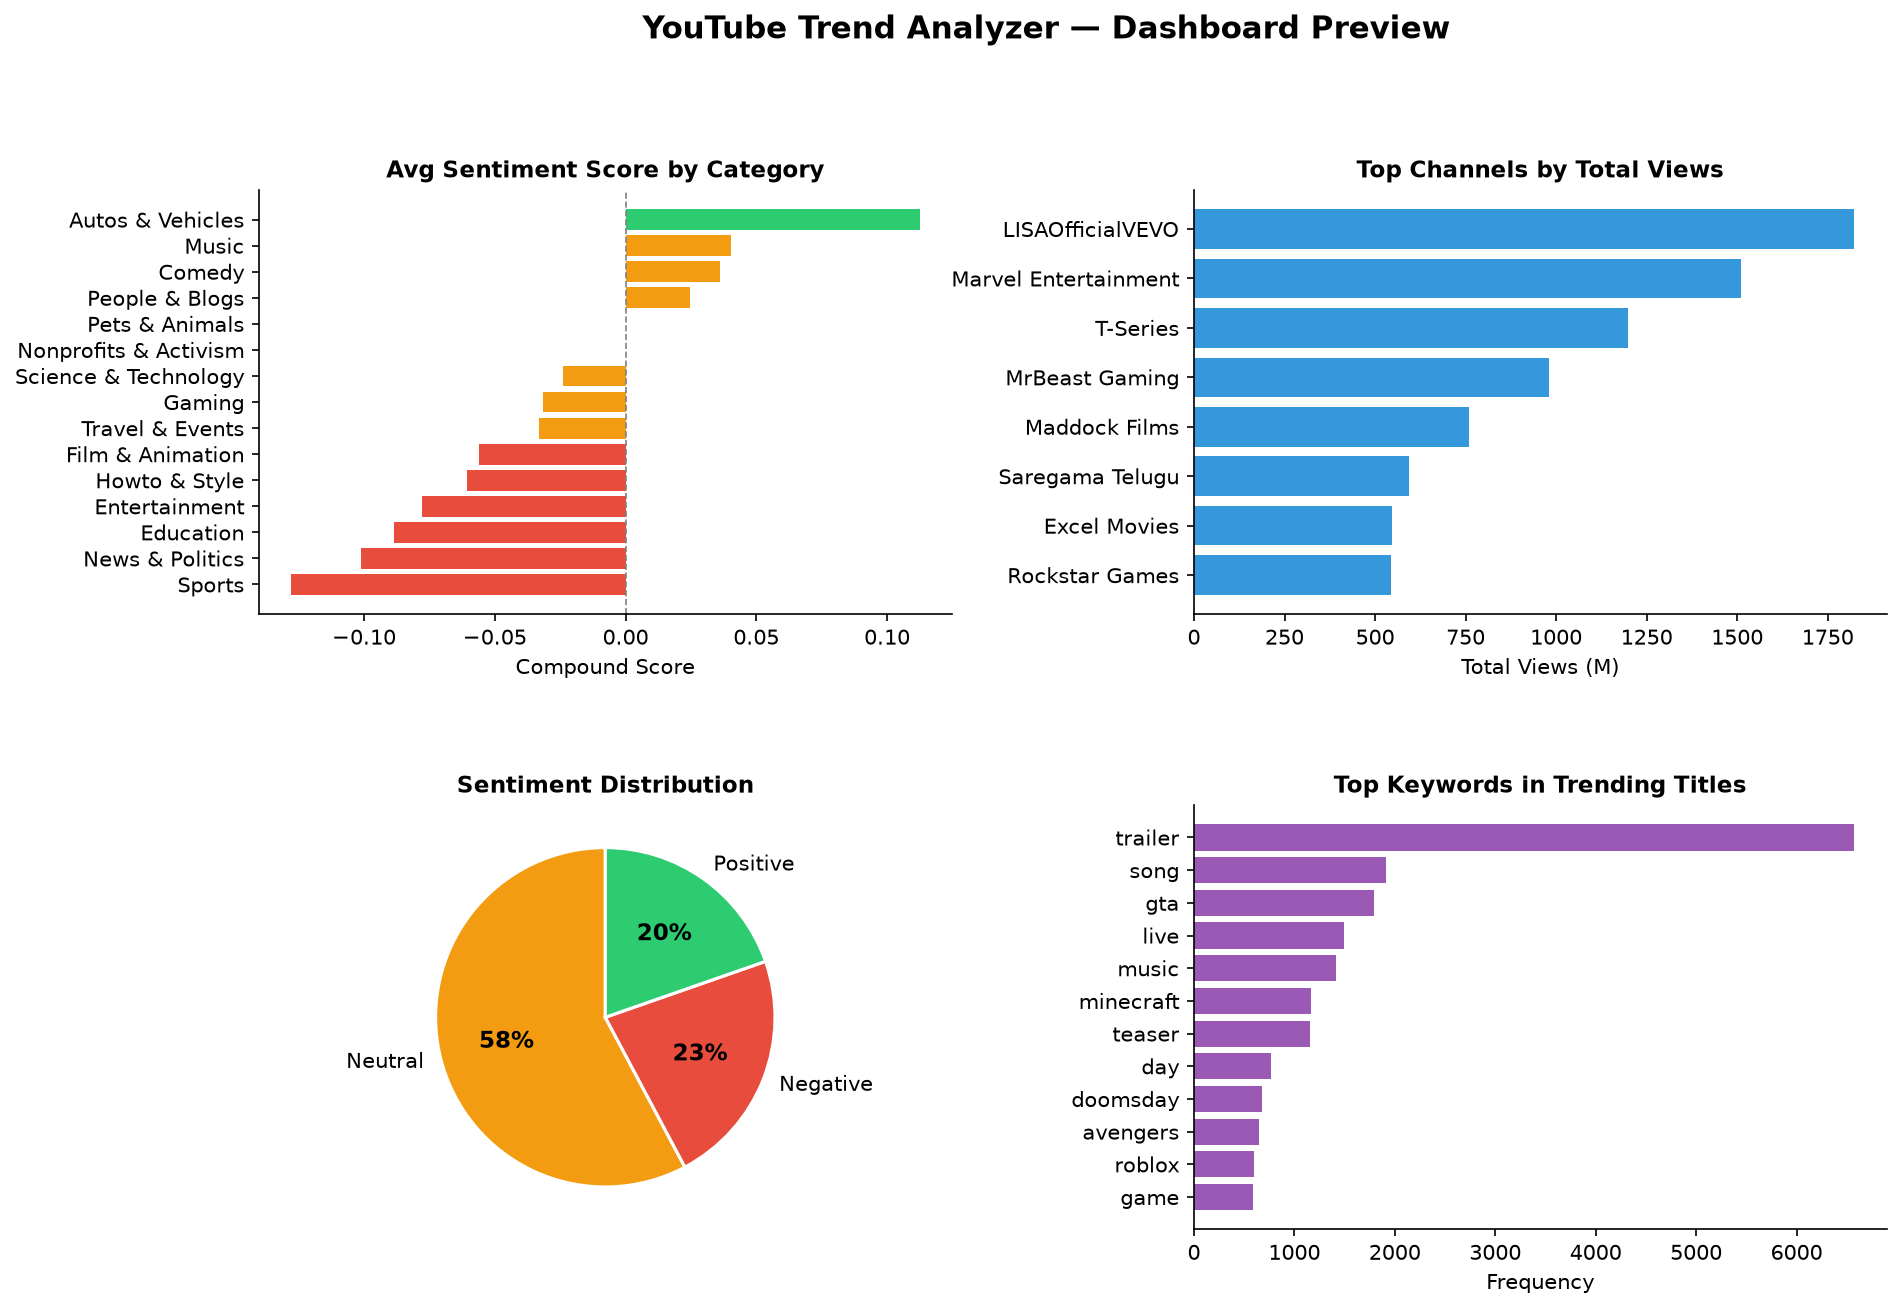 YouTube Trend Analyzer — Dashboard Preview
Avg Sentiment Score by Category
Autos & Vehicles
Music
Comedy
People & Blogs
Pets & Animals
Nonprofits & Activism
Science & Technology
Gaming
Travel & Events
Film & Animation
Howto & Style
Entertainment
Education
News & Politics
Sports
−0.10 −0.05 0.00 0.05 0.10
Compound Score
Top Channels by Total Views
LISAOfficialVEVO
Marvel Entertainment
T-Series
MrBeast Gaming
Maddock Films
Saregama Telugu
Excel Movies
Rockstar Games
0 250 500 750 1000 1250 1500 1750
Total Views (M)
Sentiment Distribution
Positive
20%
58%
23%
Neutral
Negative
Top Keywords in Trending Titles
trailer
song
gta
live
music
minecraft
teaser
day
doomsday
avengers
roblox
game
0 1000 2000 3000 4000 5000 6000
Frequency